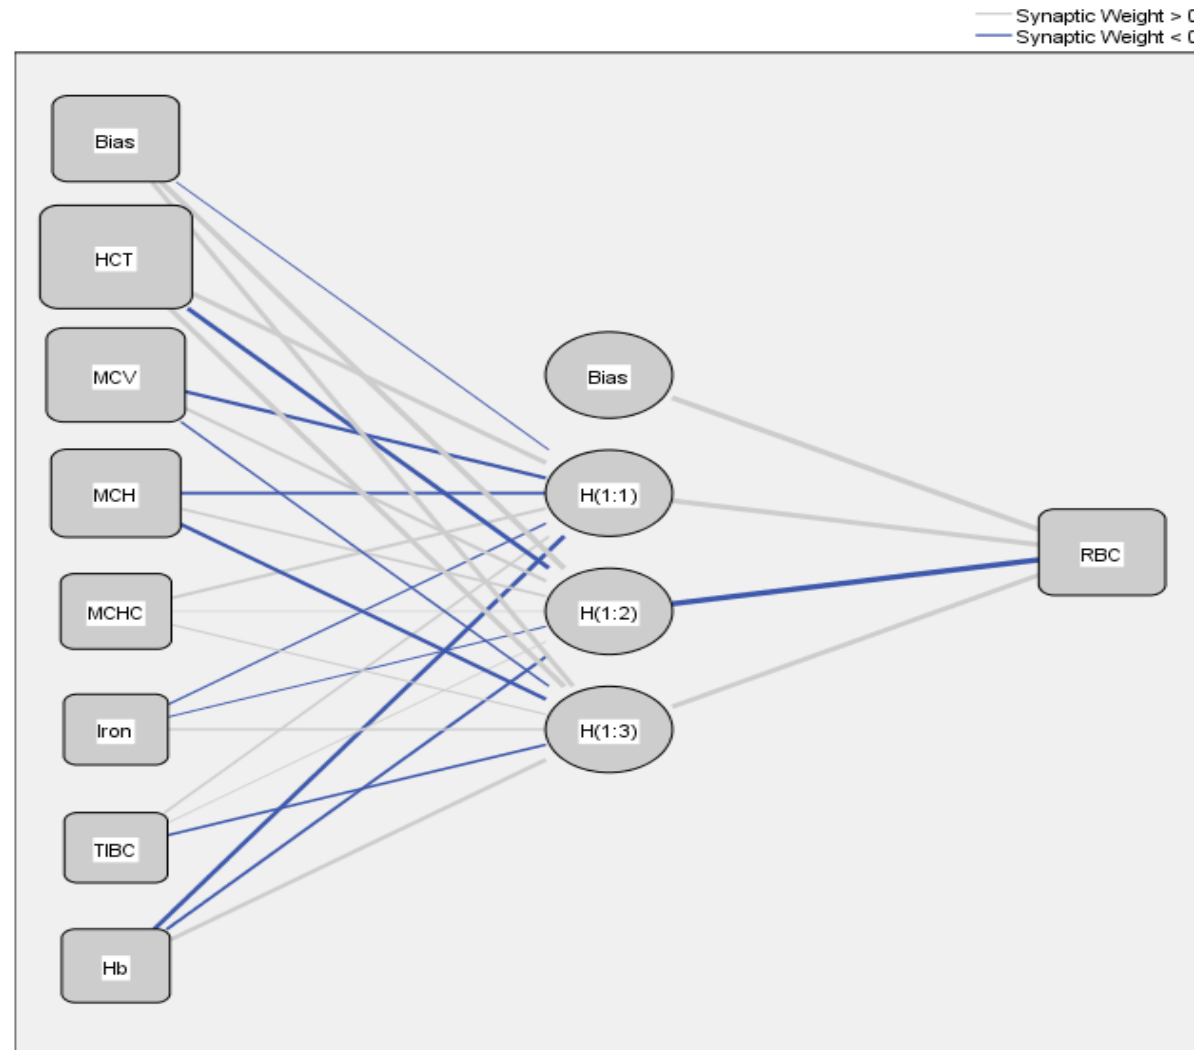 Synaptic Weight > 0
Synaptic Weight < 0
Bias
HCT
MCV
Bias
MCH
H(1:1)
RBC
MCHC
H(1:2)
Iron
H(1:3)
TIBC
Hb